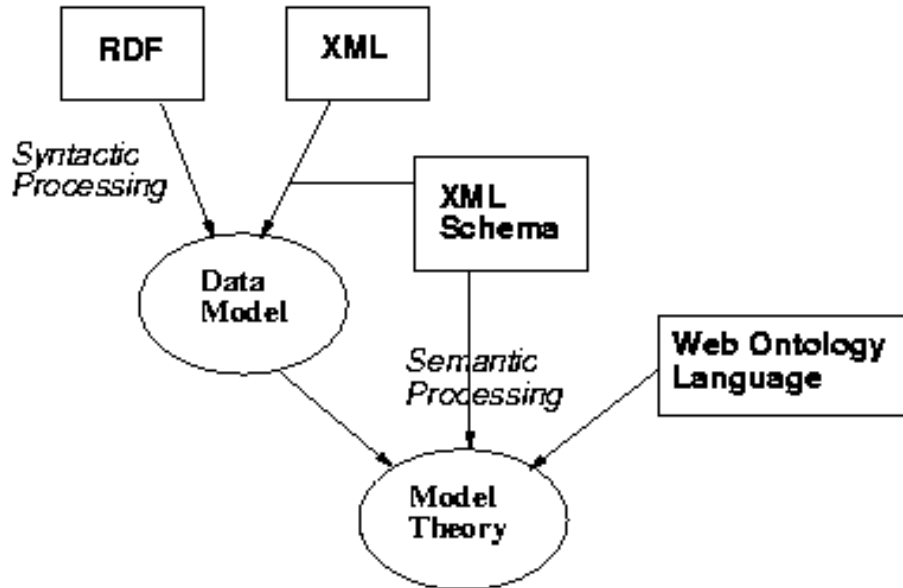 RDF
XML
Syntactic
Processing
XML
Schema
Data
Model
Web Ontology
Language
Semantic
Processing
Model
Theory